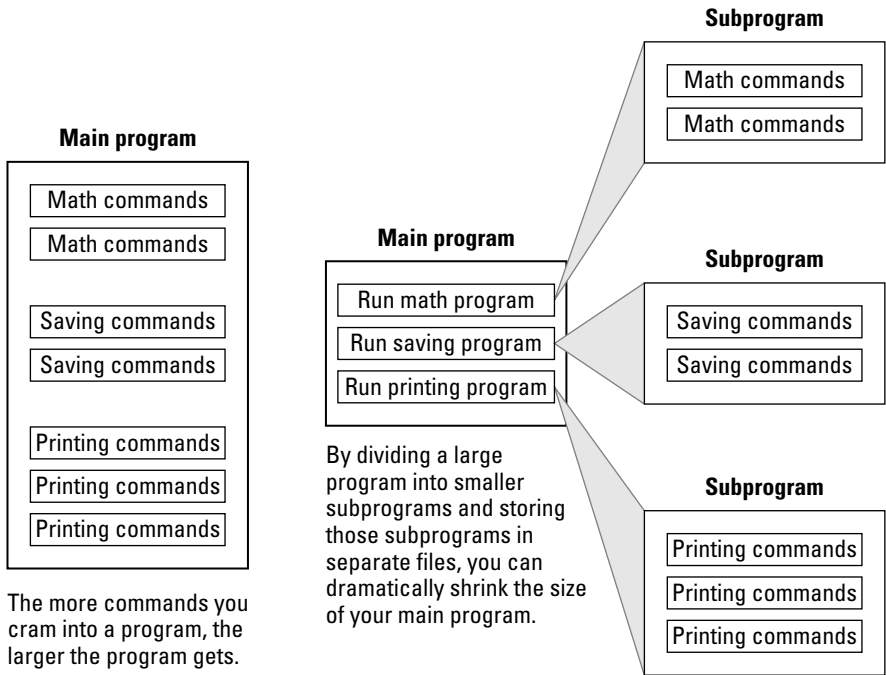 Main program
Math commands
Math commands
Saving commands
Saving commands
Printing commands
Printing commands
Printing commands
The more commands you
cram into a program, the
larger the program gets.
Main program
Run math program
Run saving program
Run printing program
By dividing a large
program into smaller
subprograms and storing
those subprograms in
separate files, you can
dramatically shrink the size
of your main program.
Subprogram
Math commands
Math commands
Subprogram
Saving commands
Saving commands
Subprogram
Printing commands
Printing commands
Printing commands